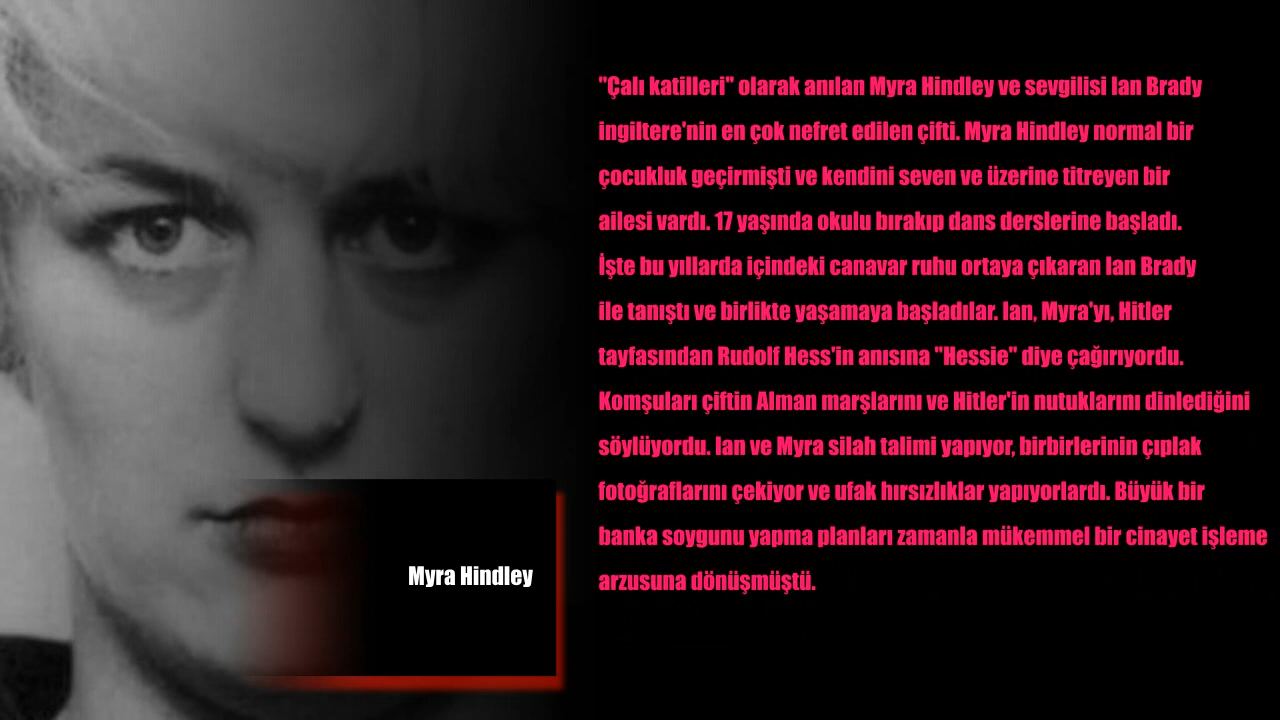 "Çalı katilleri" olarak anılan Myra Hindley ve sevgilisi Ian Brady
ingiltere'nin en çok nefret edilen çifti. Myra Hindley normal bir
çocukluk geçirmişti ve kendini seven ve üzerine titreyen bir
ailesi vardı. 17 yaşında okulu bırakıp dans derslerine başladı.
İşte bu yıllarda içindeki canavar ruhu ortaya çıkaran Ian Brady
ile tanıştı ve birlikte yaşamaya başladılar. Ian, Myra'yı, Hitler
tayfasından Rudolf Hess'in anısına "Hessie" diye çağırıyordu.
Komşuları çiftin Alman marşlarını ve Hitler'in nutuklarını dinlediğini
söylüyordu. Ian ve Myra silah talimi yapıyor, birbirlerinin çıplak
fotoğraflarını çekiyor ve ufak hırsızlıklar yapıyorlardı. Büyük bir
banka soygunu yapma planları zamanla mükemmel bir cinayet işleme
arzusuna dönüşmüştü.
Myra Hindley